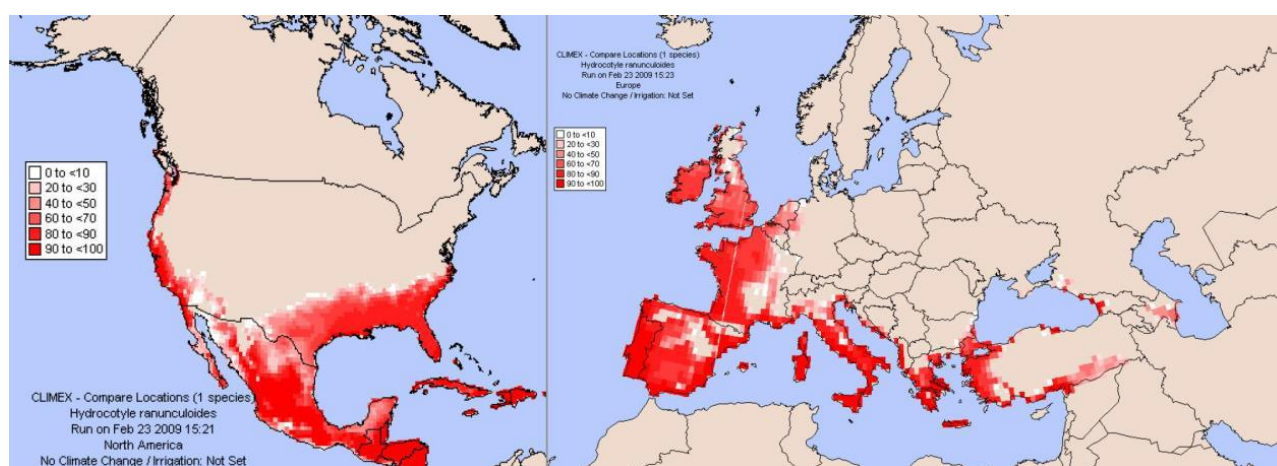 0 to <10
20 to <30
40 to <50
60 to <70
80 to <90
90 to <100
CLIMEX - Compare Locations (1 species)
Hydrocotyle ranunculoides
Run on Feb 23 2009 15:21
North America
No Climate Change / Irrigation: Not Set
CLIMEX - Compare Locations (1 species)
Hydrocotyle ranunculoides
Run on Feb 23 2009 15:23
Europe
No Climate Change / Irrigation: Not Set
0 to <10
20 to <30
40 to <50
60 to <70
80 to <90
90 to <100